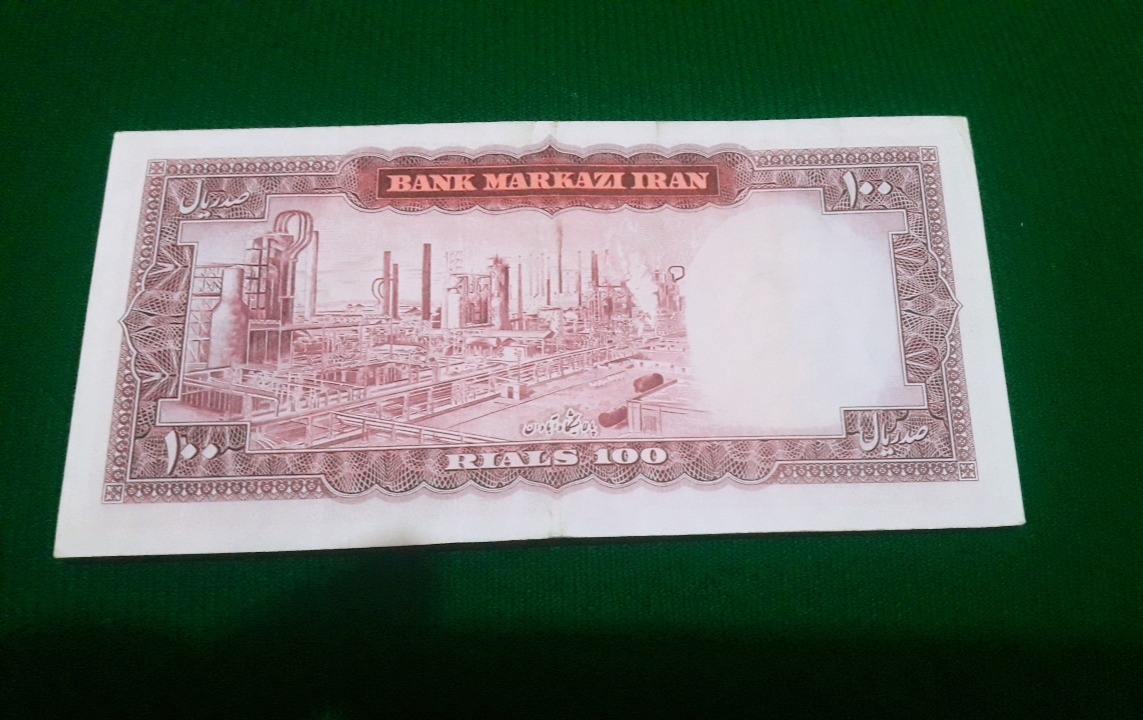 BANK MARKAZI IRAN
صد ریال
۱۰۰
پالایشگاه آبادان
۱۰۰
RIALS 100
صد ریال